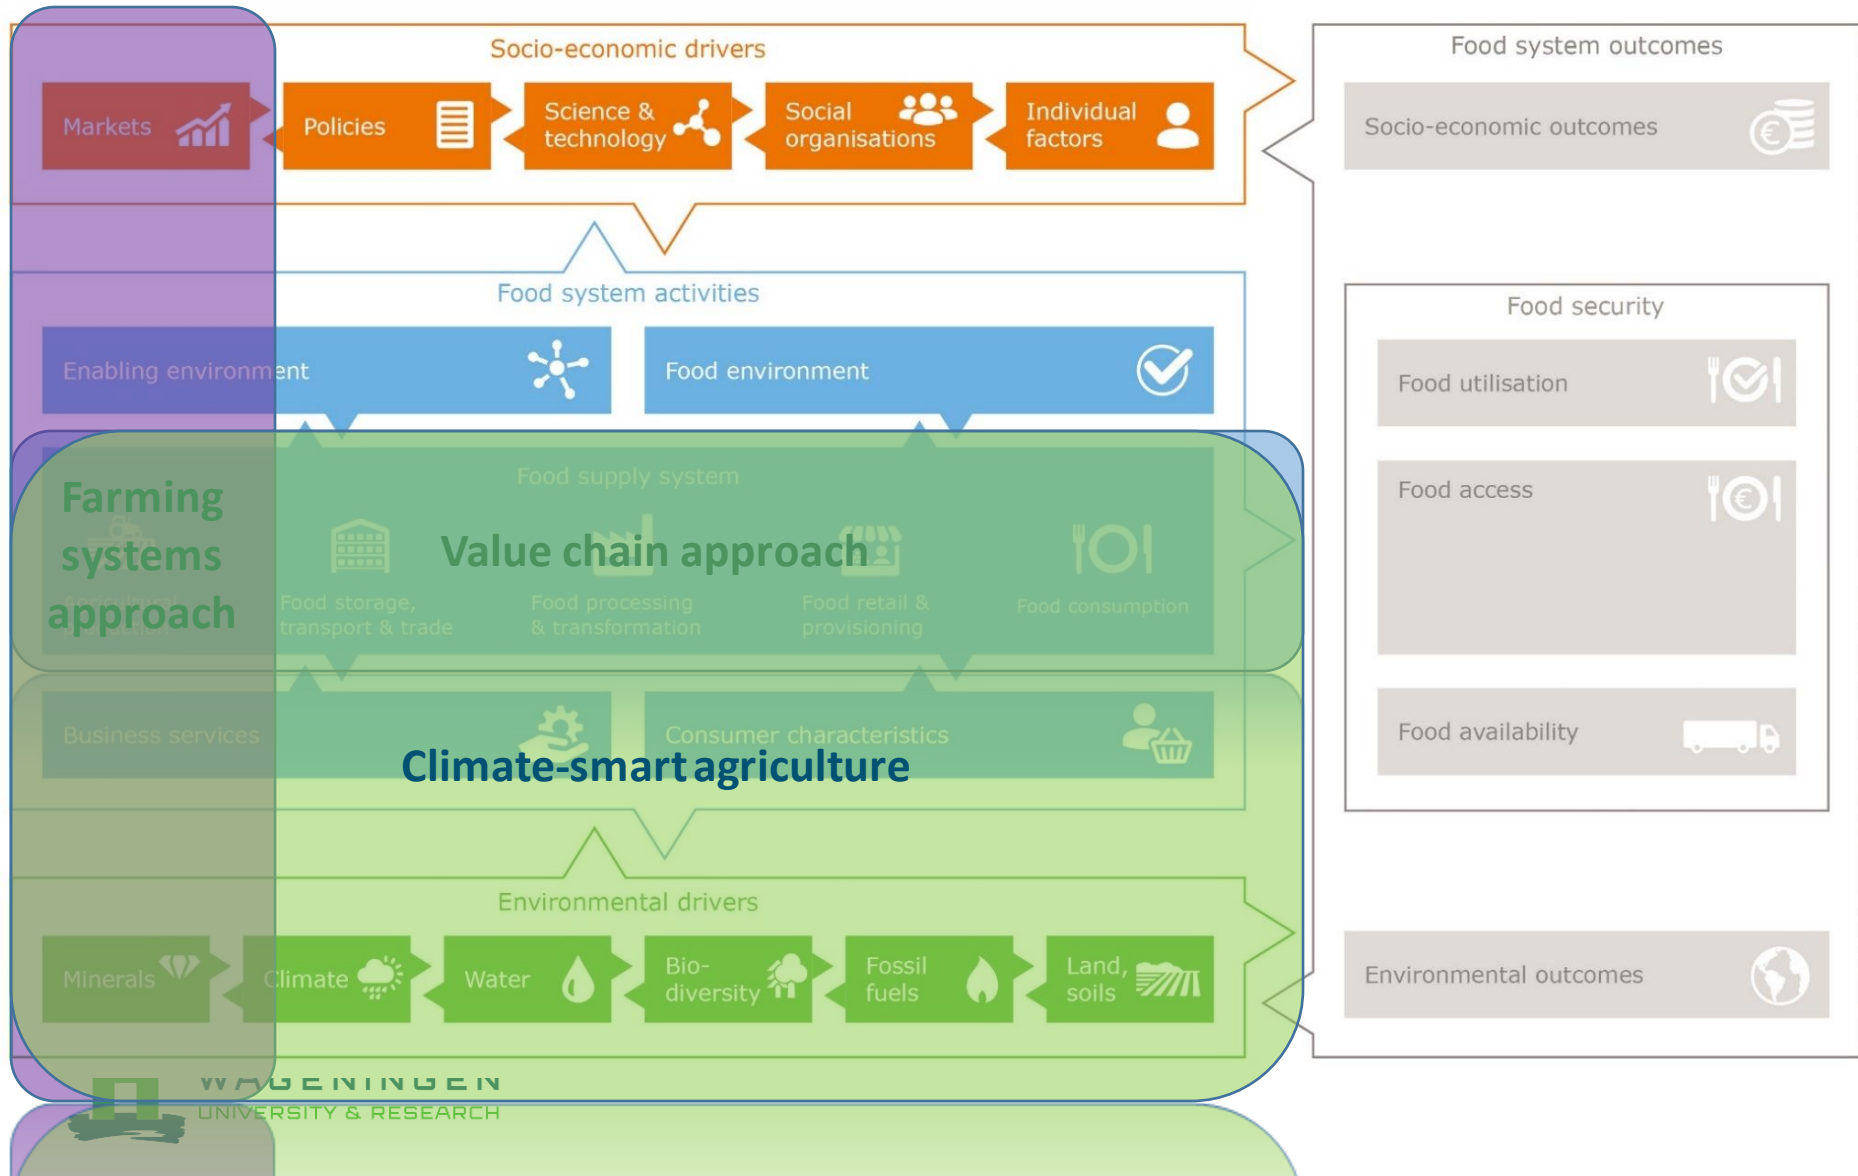 Socio-economic drivers
Markets
Policies
Science &
technology
Social
organisations
Individual
factors
Food system outcomes
Socio-economic outcomes
Food system activities
Enabling environment
Food environment
Food security
Food utilisation
Food access
Food availability
Food supply system
Farming
systems
approach
Value chain approach
Agricultural
production
Food storage,
transport & trade
Food processing
& transformation
Food retail &
provisioning
Food consumption
Business services
Consumer characteristics
Climate-smart agriculture
Environmental drivers
Minerals
Climate
Water
Bio-
diversity
Fossil
fuels
Land,
soils
Environmental outcomes
WAGENINGEN
UNIVERSITY & RESEARCH